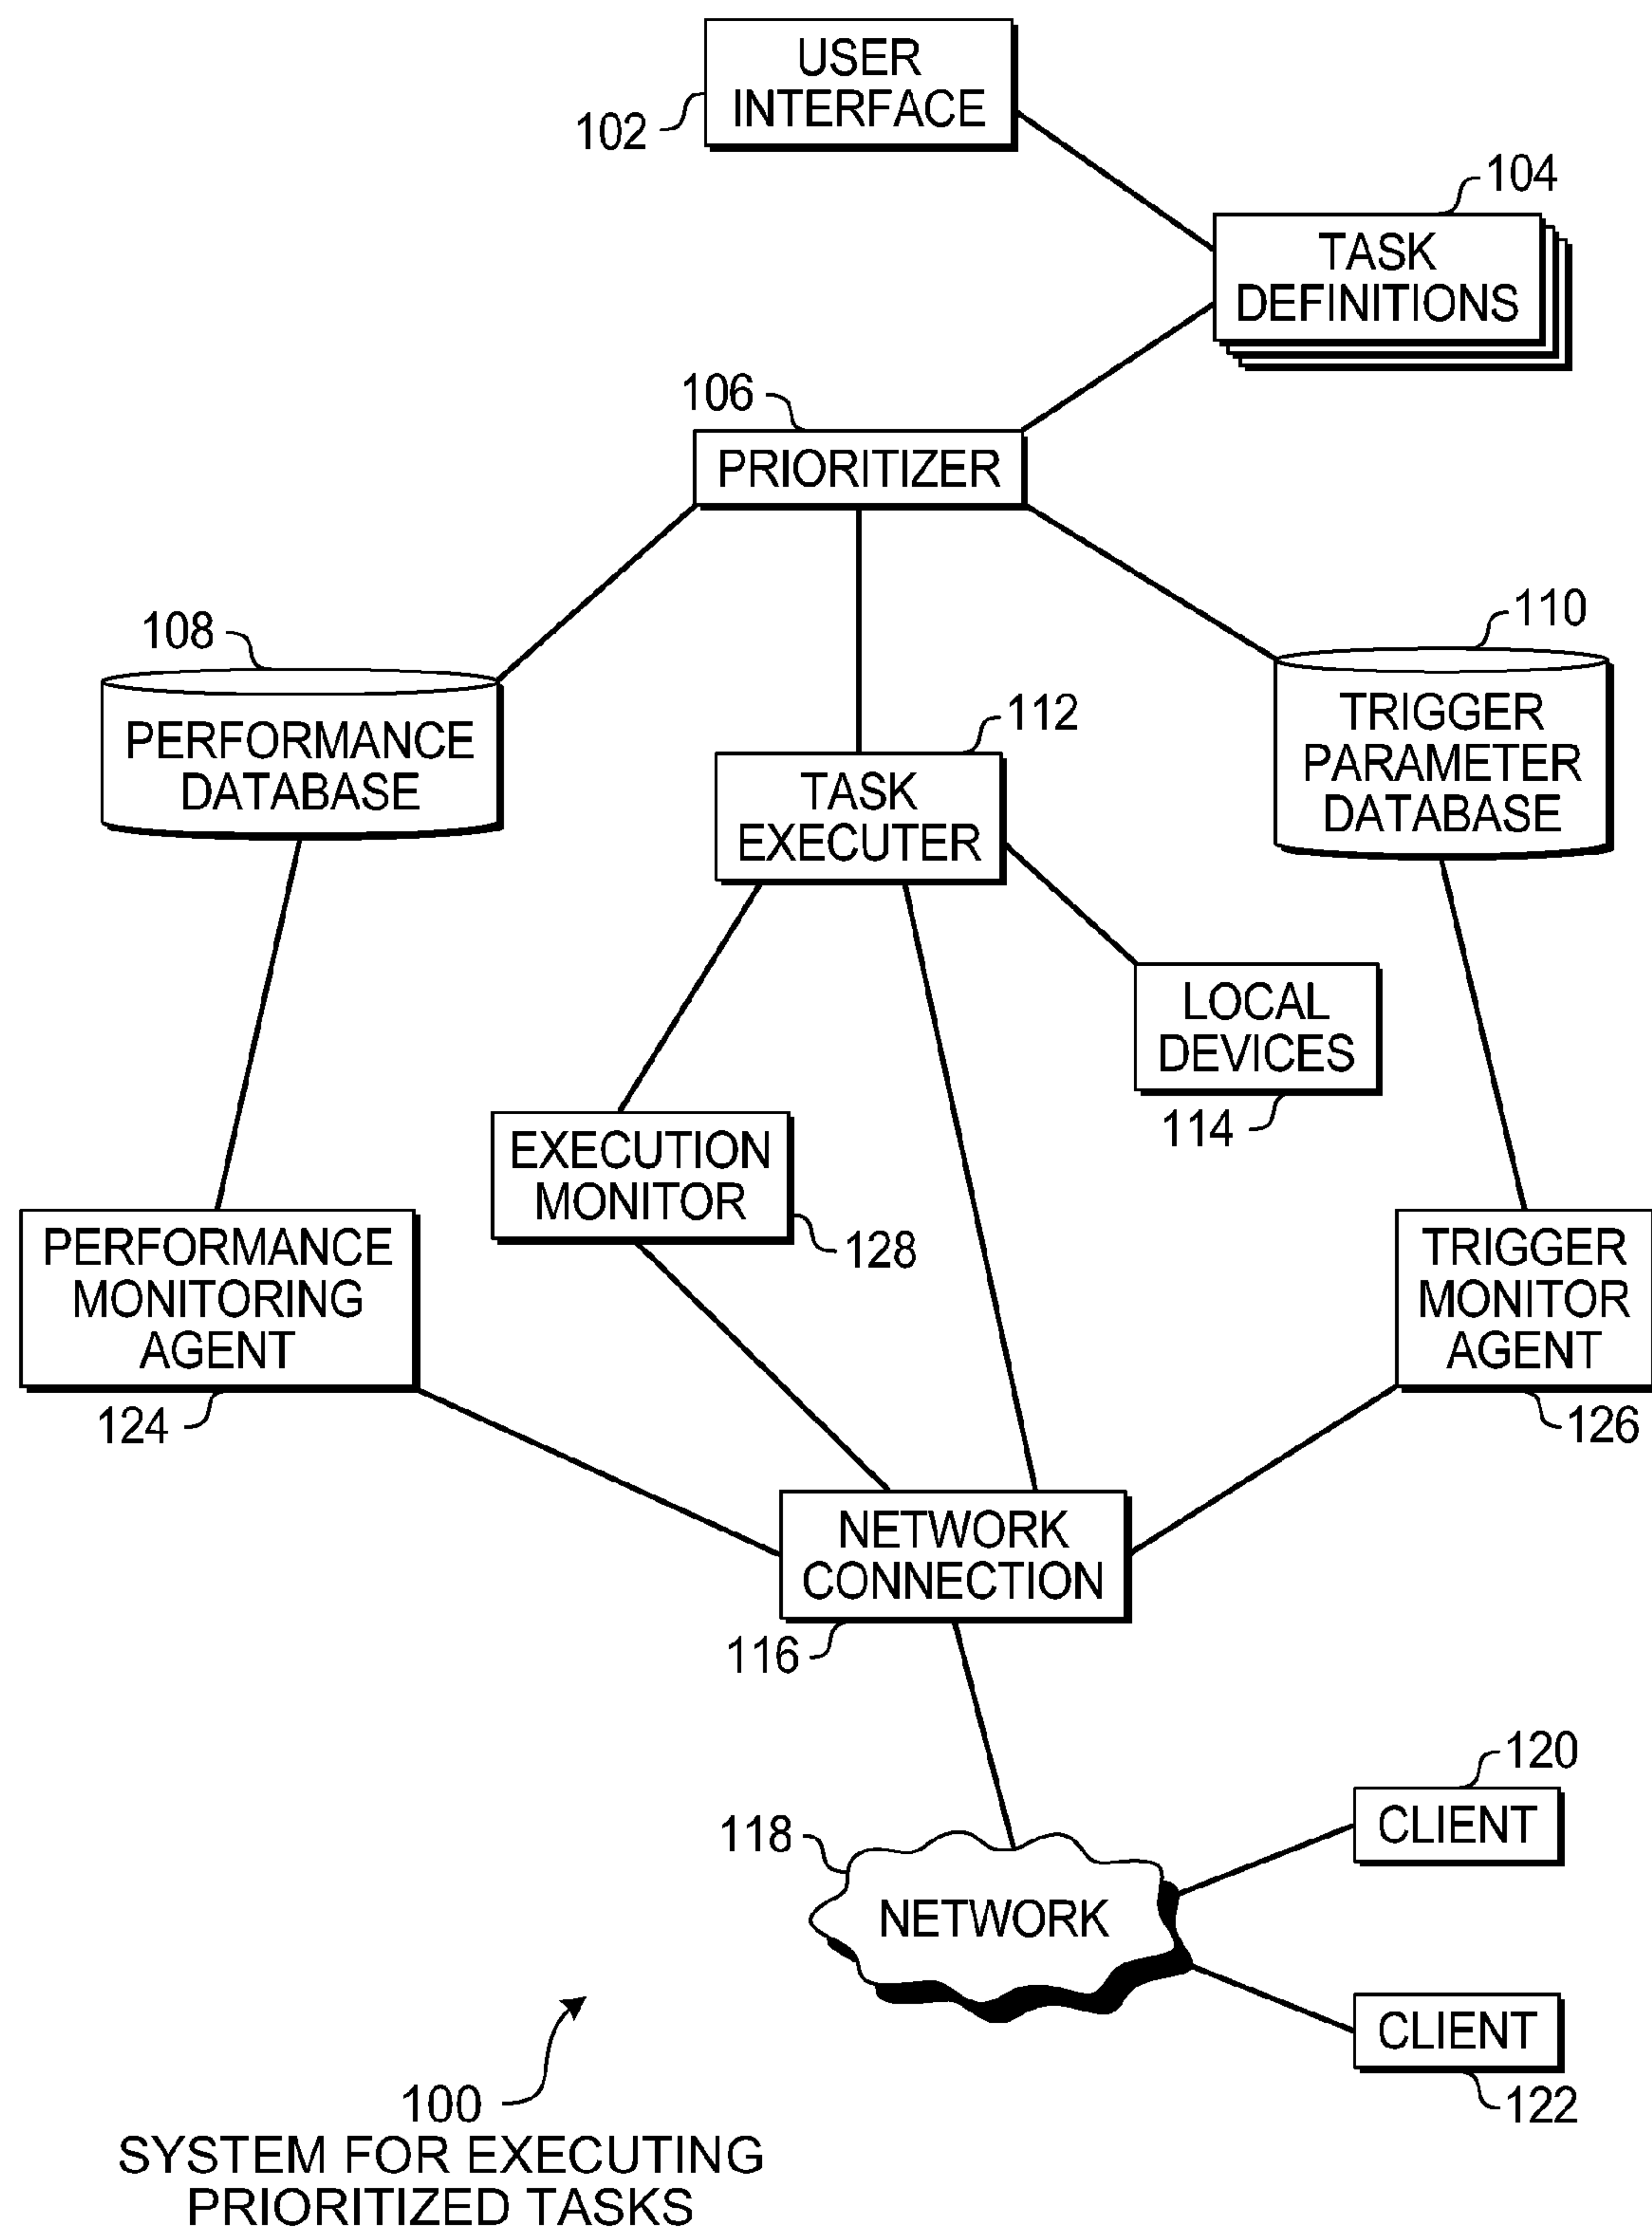 USER
INTERFACE
102
104
TASK
DEFINITIONS
106
PRIORITIZER
108
PERFORMANCE
DATABASE
110
TRIGGER
PARAMETER
DATABASE
112
TASK
EXECUTER
LOCAL
DEVICES
114
EXECUTION
MONITOR
128
PERFORMANCE
MONITORING
AGENT
124
TRIGGER
MONITOR
AGENT
126
NETWORK
CONNECTION
116
118
NETWORK
120
CLIENT
CLIENT
122
100
SYSTEM FOR EXECUTING
PRIORITIZED TASKS